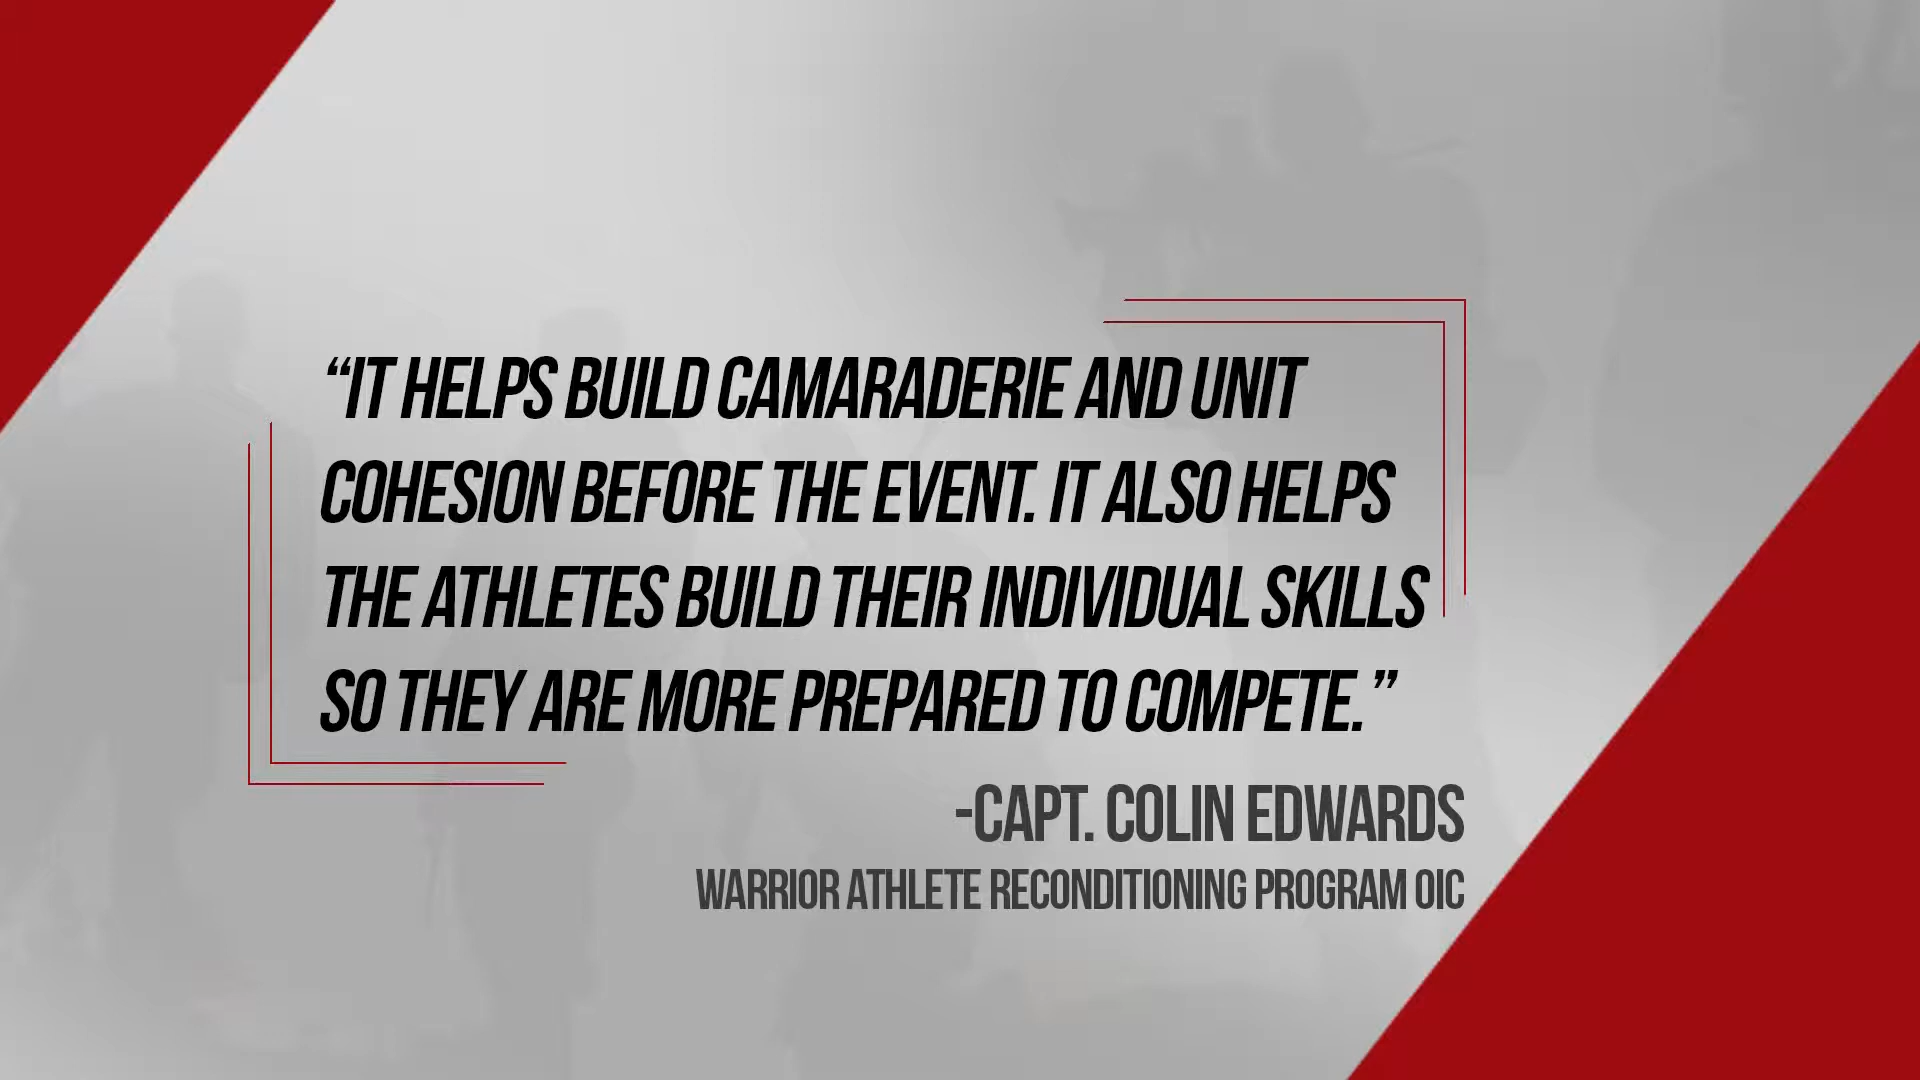 “IT HELPS BUILD CAMARADERIE AND UNIT
COHESION BEFORE THE EVENT. IT ALSO HELPS
THE ATHLETES BUILD THEIR INDIVIDUAL SKILLS
SO THEY ARE MORE PREPARED TO COMPETE.”
-CAPT. COLIN EDWARDS
WARRIOR ATHLETE RECONDITIONING PROGRAM OIC